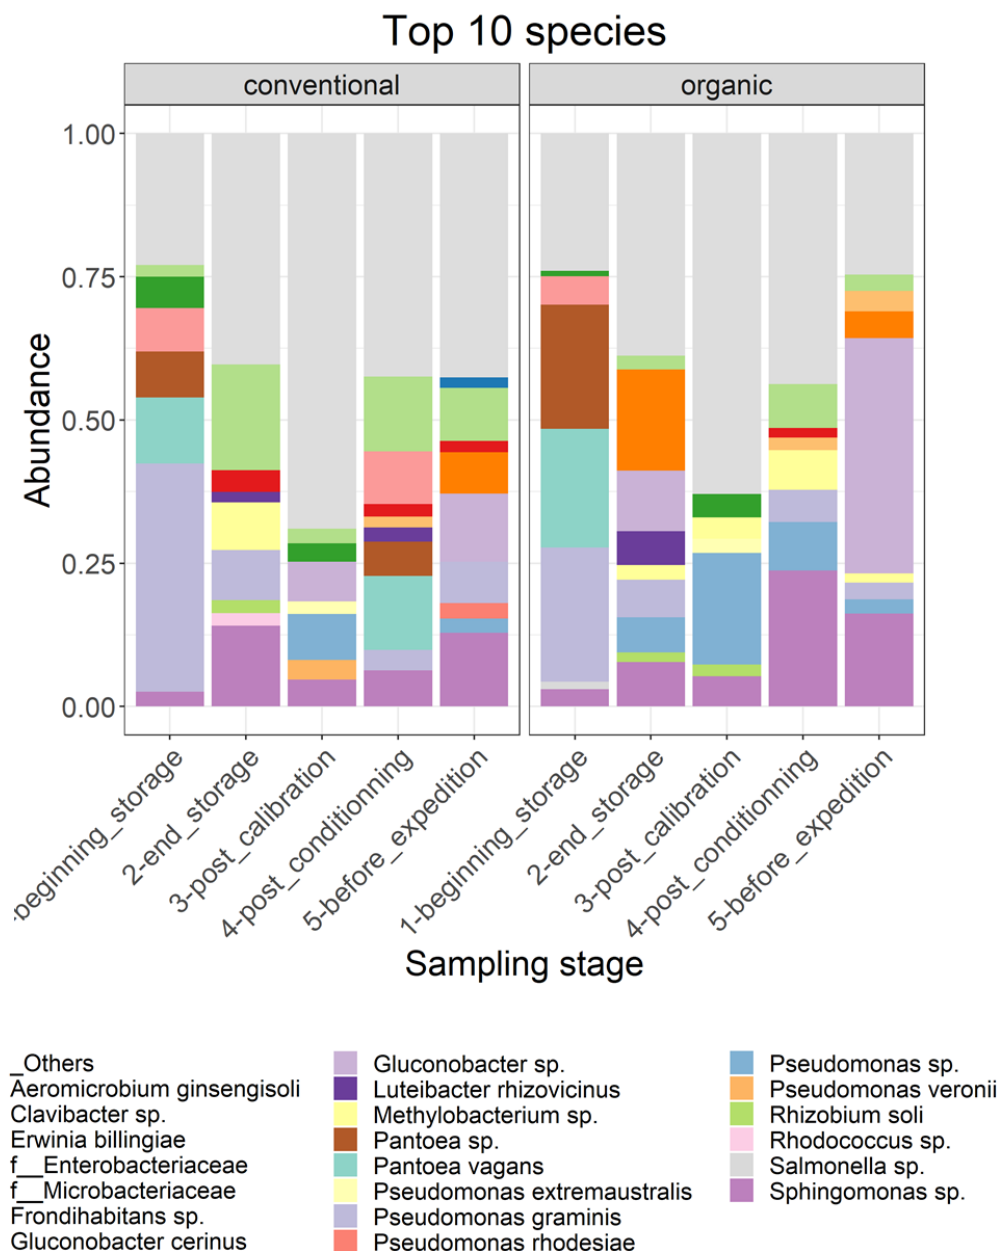 Top 10 species
conventional
organic
1.00
0.75
0.50
0.25
0.00
Abundance
-beginning_storage
2-end_storage
3-post_calibration
4-post_conditionning
5-before_expedition
1-beginning_storage
2-end_storage
3-post_calibration
4-post_conditionning
5-before_expedition
Sampling stage
_Others
Aeromicrobium ginsengisoli
Clavibacter sp.
Erwinia billingiae
f__Enterobacteriaceae
f__Microbacteriaceae
Frondihabitans sp.
Gluconobacter cerinus
Gluconobacter sp.
Luteibacter rhizovicinus
Methylobacterium sp.
Pantoea sp.
Pantoea vagans
Pseudomonas extremaustralis
Pseudomonas graminis
Pseudomonas rhodesiae
Pseudomonas sp.
Pseudomonas veronii
Rhizobium soli
Rhodococcus sp.
Salmonella sp.
Sphingomonas sp.